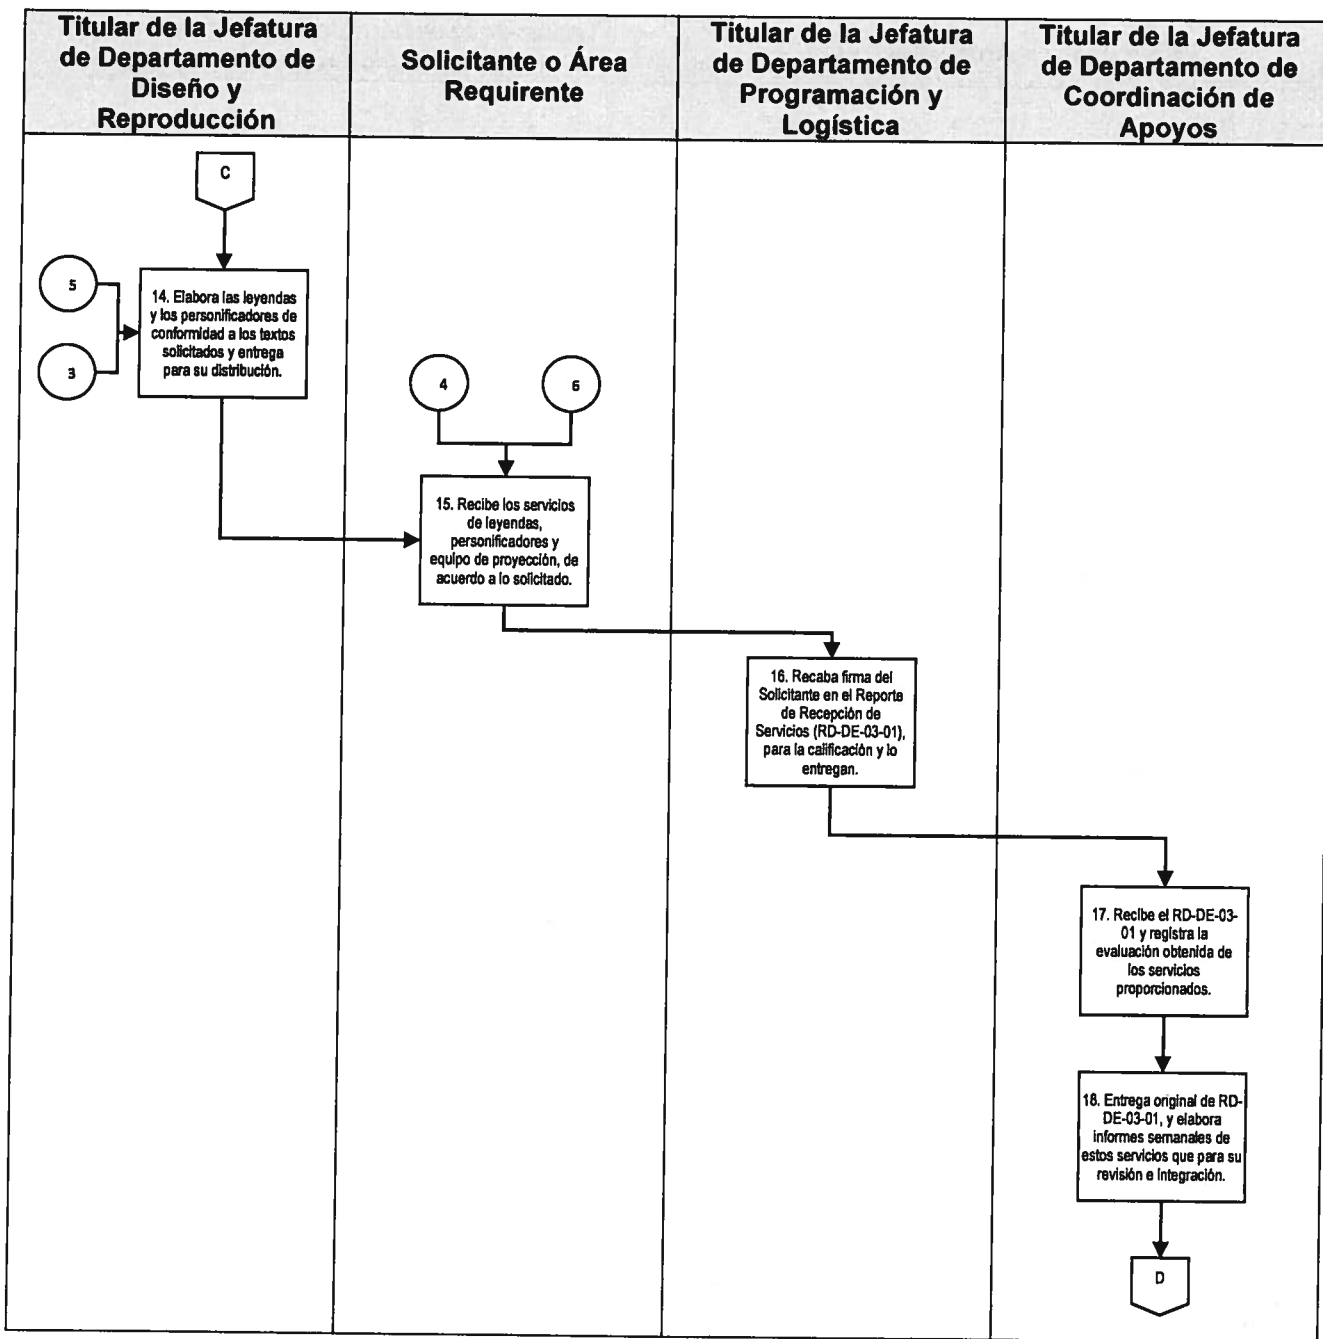 Titular de la Jefatura
de Departamento de
Diseño y
Reproducción
Solicitante o Área
Requirente
Titular de la Jefatura
de Departamento de
Programación y
Logística
Titular de la Jefatura
de Departamento de
Coordinación de
Apoyos
C
5
3
14. Elabora las leyendas
y los personificadores de
conformidad a los textos
solicitados y entrega
para su distribución.
4
6
15. Recibe los servicios
de leyendas,
personificadores y
equipo de proyección, de
acuerdo a lo solicitado.
16. Recaba firma del
Solicitante en el Reporte
de Recepción de
Servicios (RD-DE-03-01),
para la calificación y lo
entregan.
17. Recibe el RD-DE-03-
01 y registra la
evaluación obtenida de
los servicios
proporcionados.
18. Entrega original de RD-
DE-03-01, y elabora
informes semanales de
estos servicios que para su
revisión e integración.
D